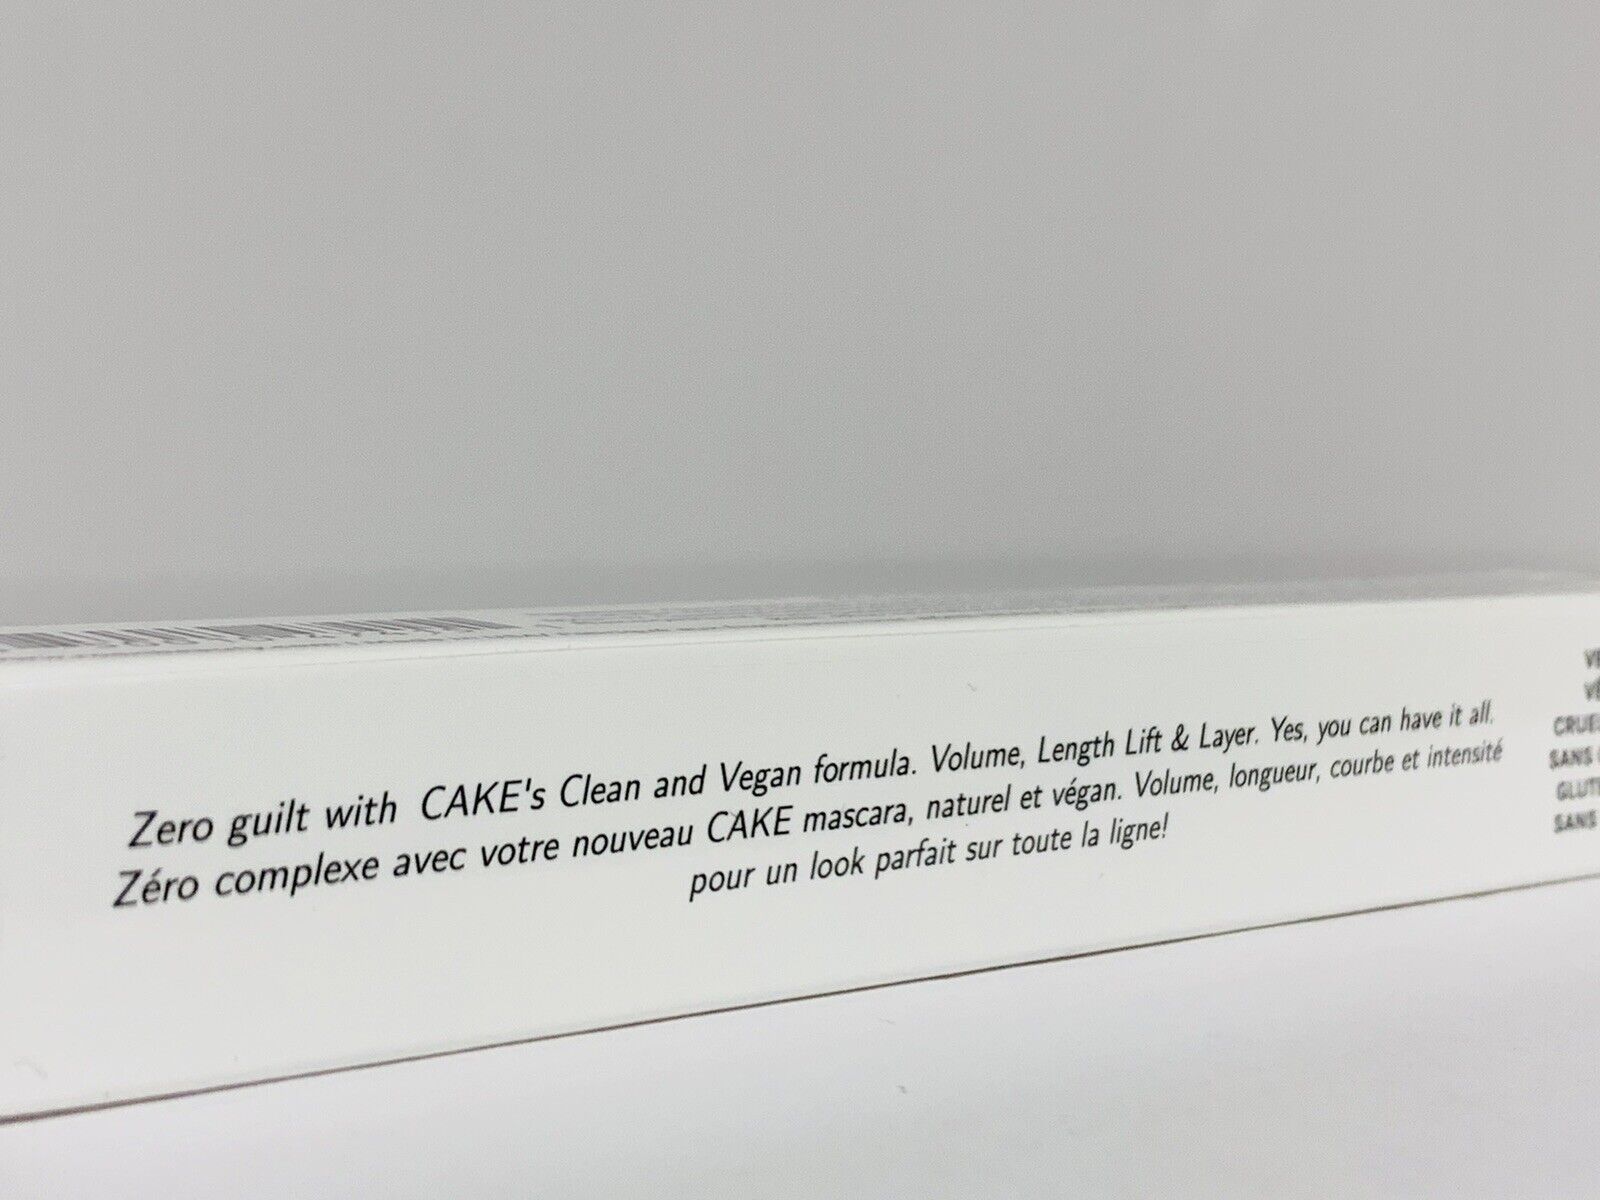 Zero guilt with CAKE's Clean and Vegan formula. Volume, Length Lift & Layer. Yes, you can have it all.
Zéro complexe avec votre nouveau CAKE mascara, naturel et végan. Volume, longueur, courbe et intensité
pour un look parfait sur toute la ligne!
SANS
SANS